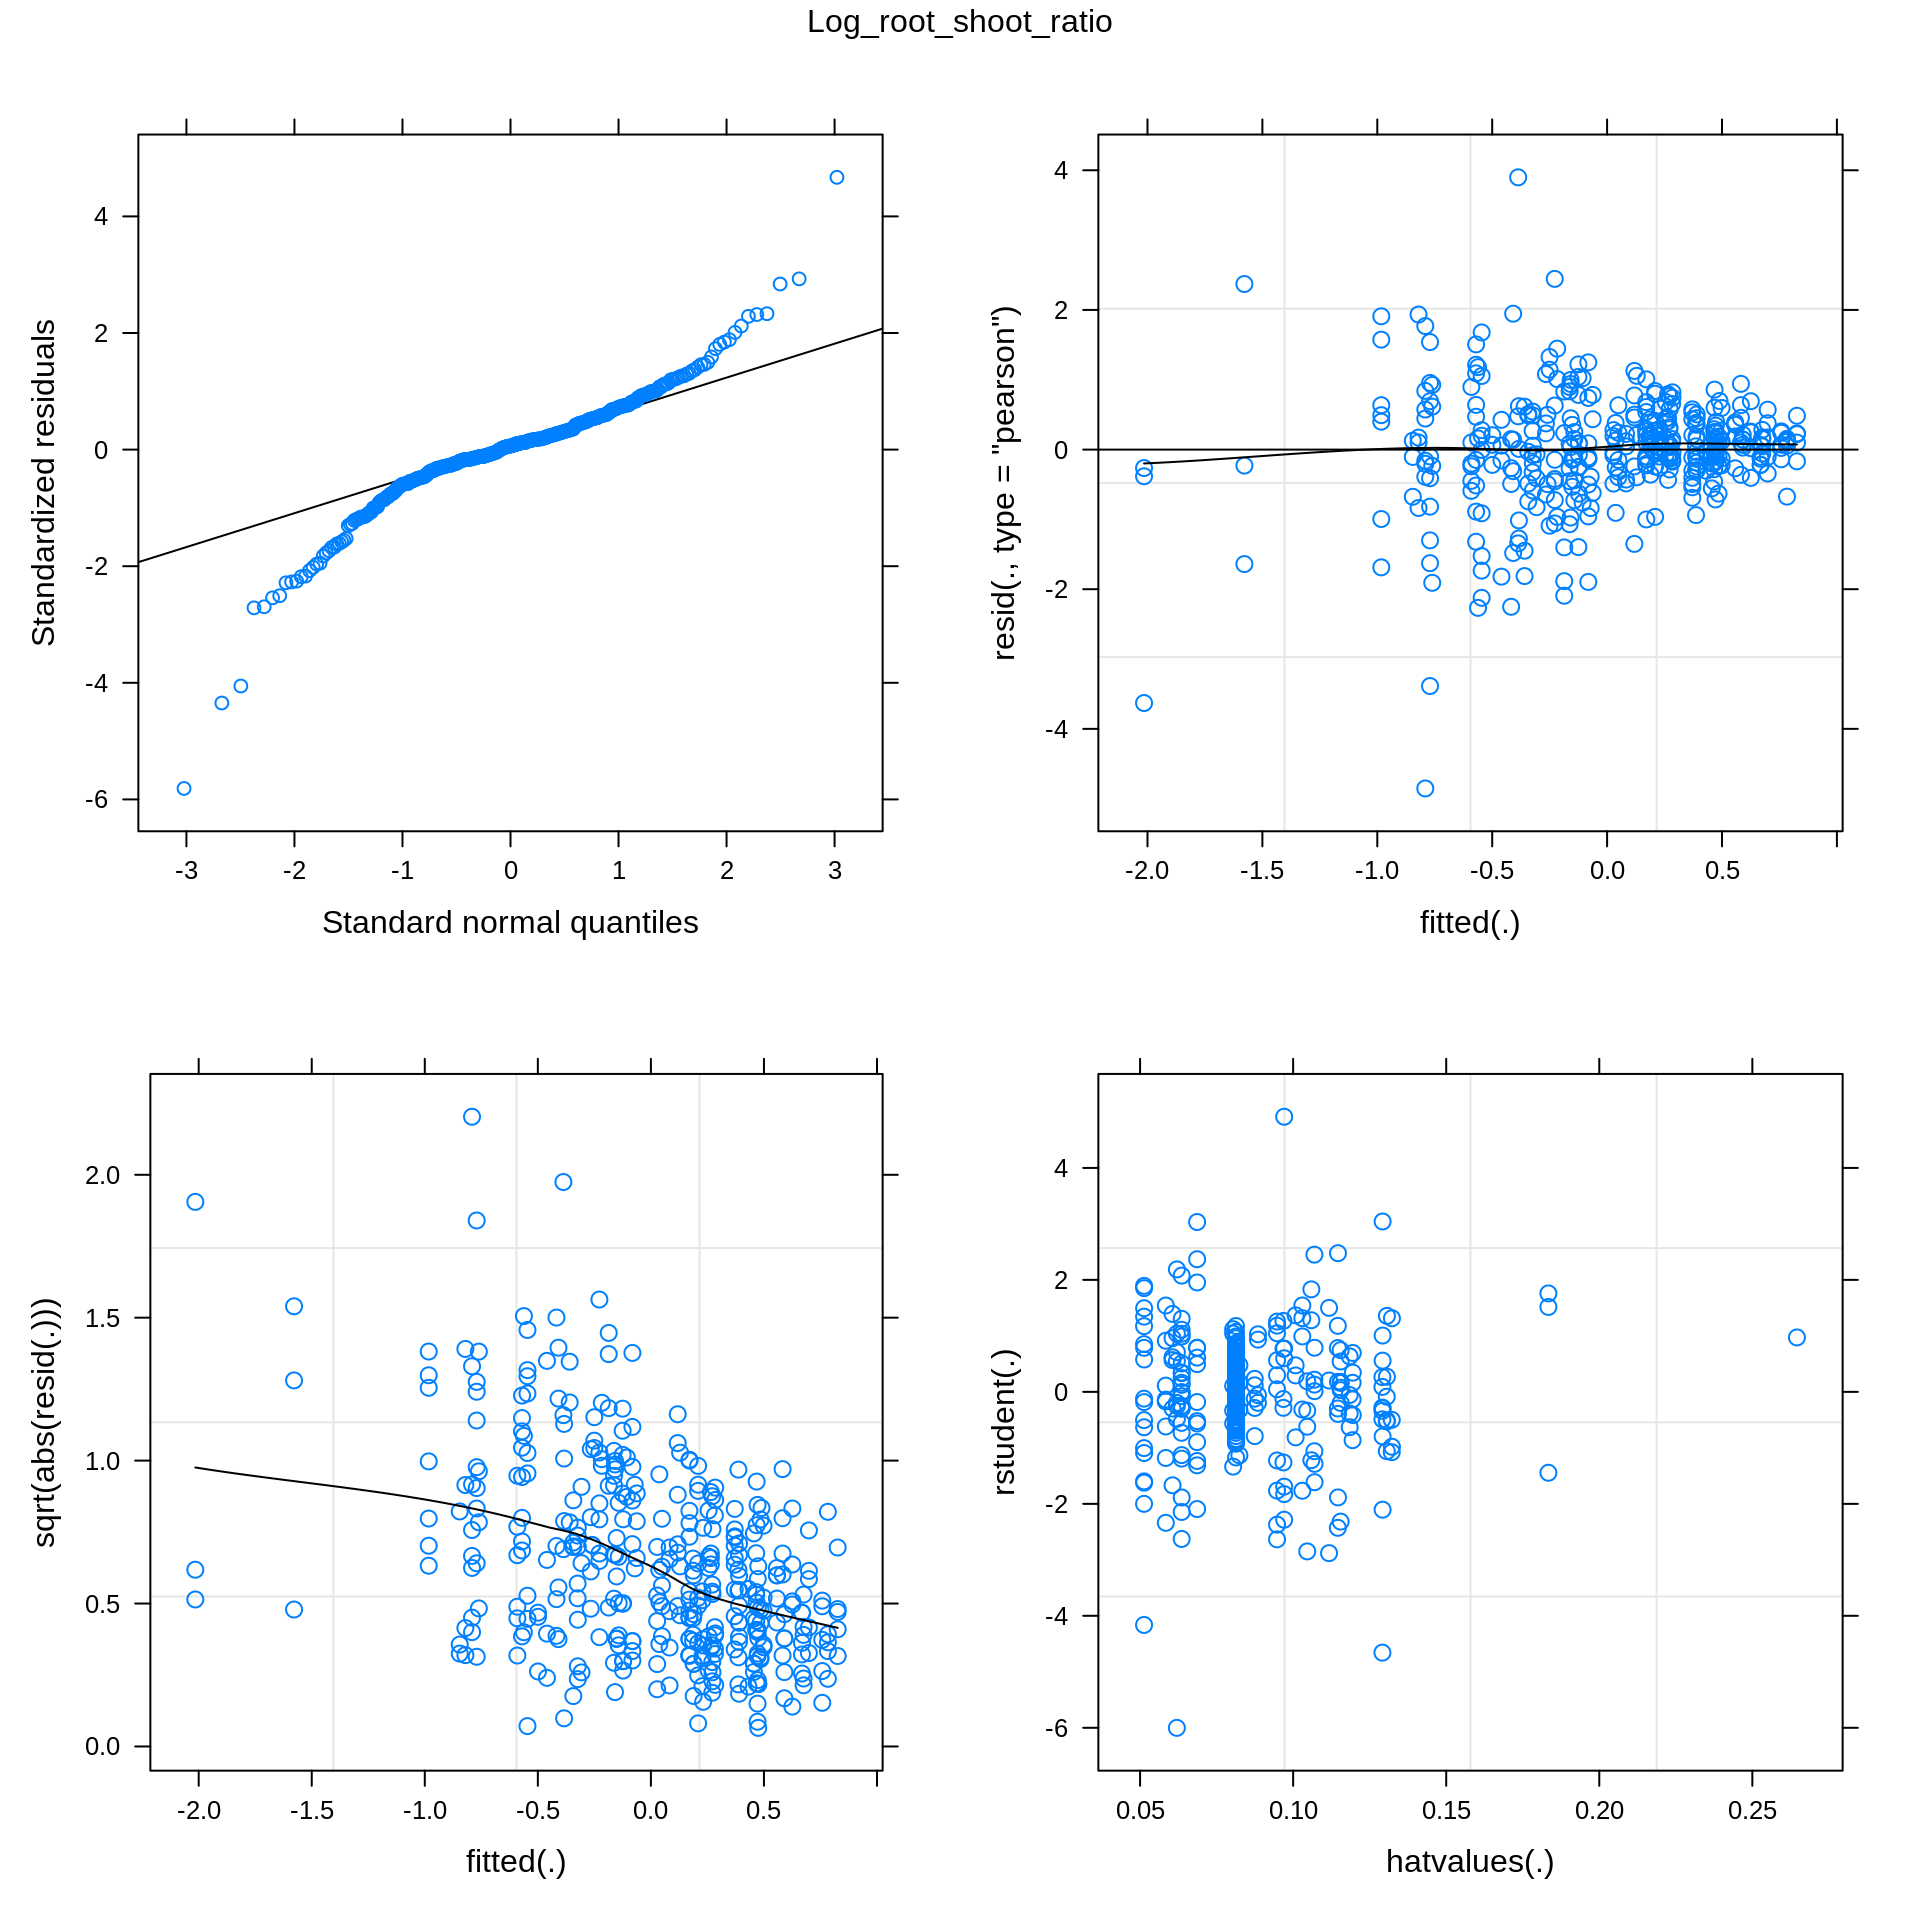 Log_root_shoot_ratio
Standardized residuals
4
2
0
-2
-4
-6
-3 -2 -1 0 1 2 3
Standard normal quantiles
resid(., type = "pearson")
4
2
0
-2
-4
-2.0 -1.5 -1.0 -0.5 0.0 0.5
fitted(.)
sqrt(abs(resid(.)))
2.0
1.5
1.0
0.5
0.0
-2.0 -1.5 -1.0 -0.5 0.0 0.5
fitted(.)
rstudent(.)
4
2
0
-2
-4
-6
0.05 0.10 0.15 0.20 0.25
hatvalues(.)